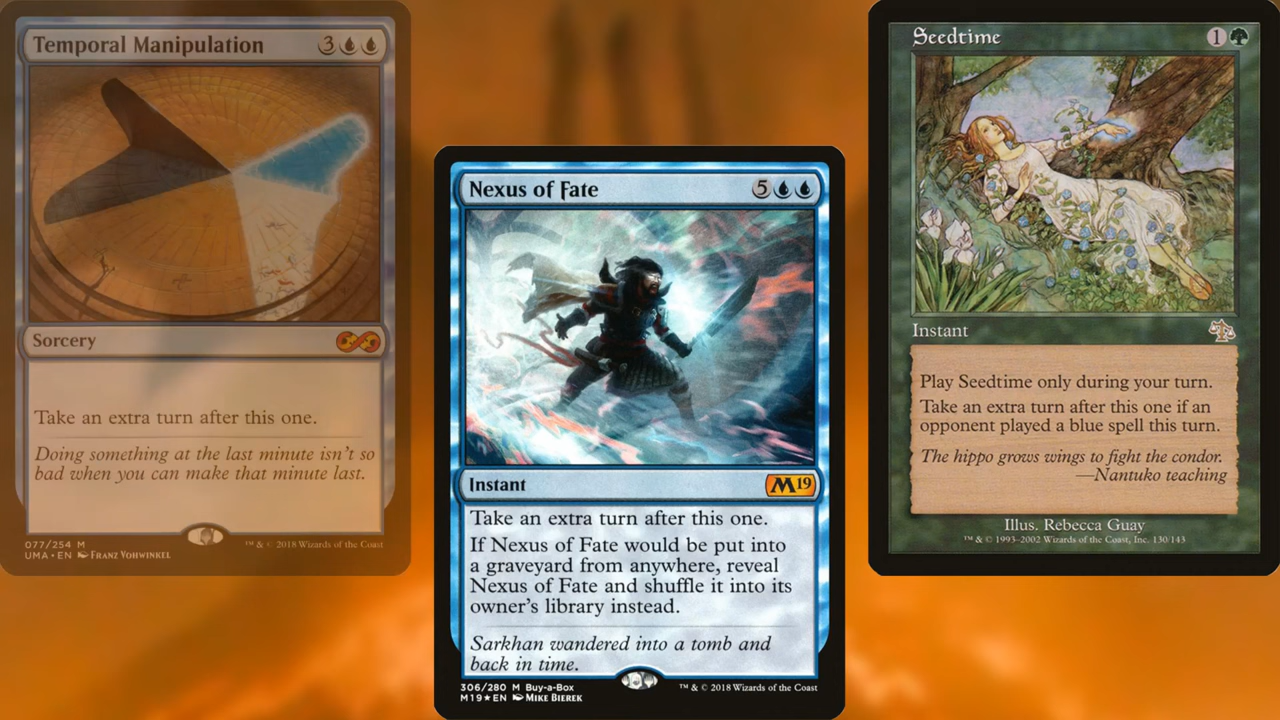 Temporal Manipulation 3
Sorcery
Take an extra turn after this one.
Doing something at the last minute isn't so
bad when you can make that minute last.
077/254 M
UMA • EN Franz Vohwinkel
™ & © 2018 Wizards of the Coast
Nexus of Fate 5
Instant
M19
Take an extra turn after this one.
If Nexus of Fate would be put into
a graveyard from anywhere, reveal
Nexus of Fate and shuffle it into its
owner's library instead.
Sarkhan wandered into a tomb and
back in time.
306/280 M Buy-a-Box
M19★EN Mike Bierek
™ & © 2018 Wizards of the Coast
Seedtime 1
Instant
Play Seedtime only during your turn.
Take an extra turn after this one if an
opponent played a blue spell this turn.
The hippo grows wings to fight the condor.
—Nantuko teaching
Illus. Rebecca Guay
™ & © 1993–2002 Wizards of the Coast, Inc. 130/143